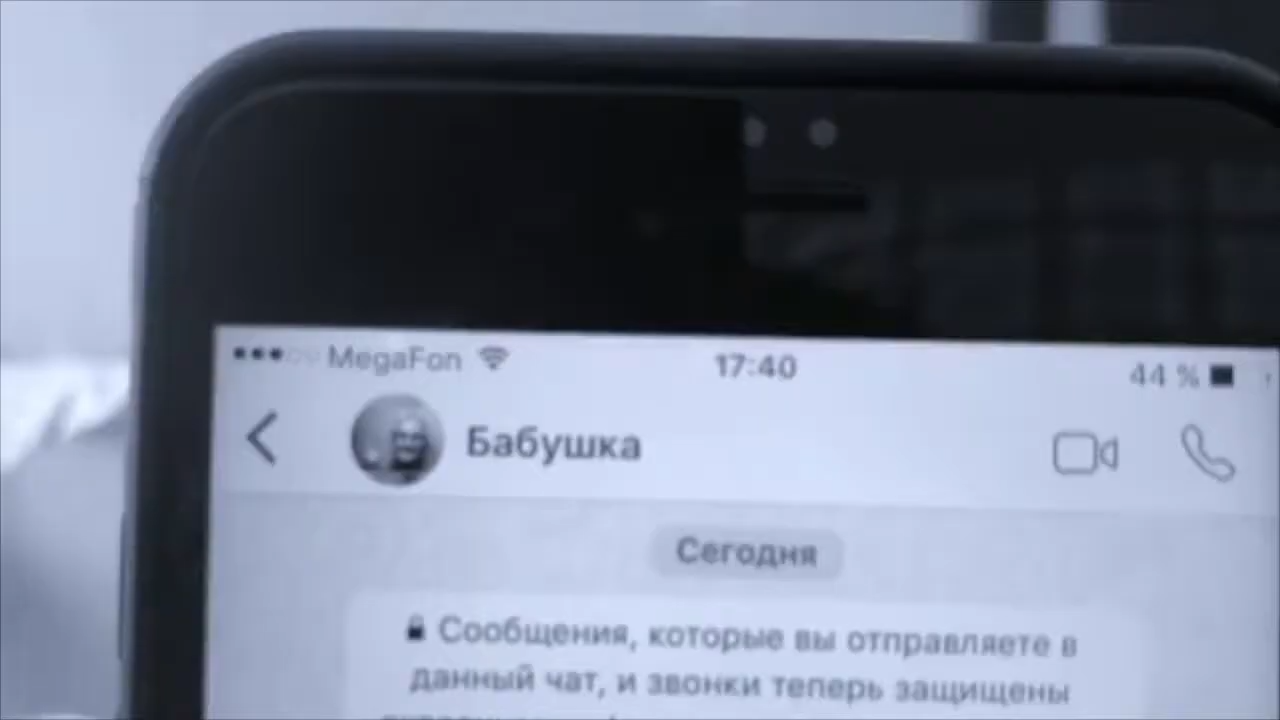 MegaFon 17:40 44 %
Бабушка
Сегодня
Сообщения, которые вы отправляете в
данный чат, и звонки теперь защищены